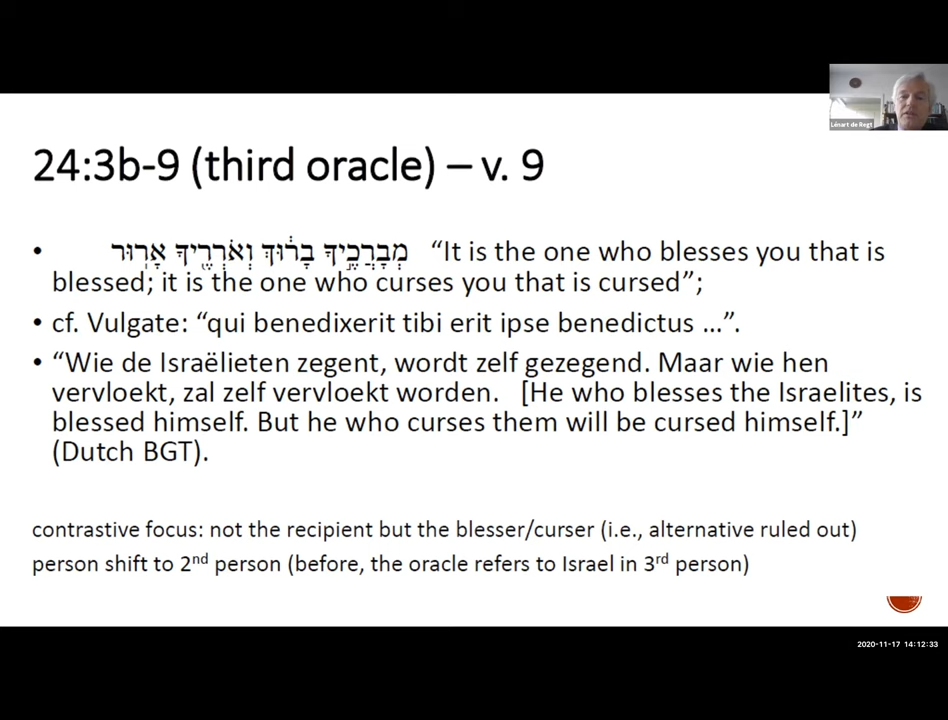 Lénart de Regt
24:3b-9 (third oracle) – v. 9
• מְבָרֲכֶ֣יךָ בָר֔וּךְ וְאֹרְרֶ֖יךָ אָרֽוּר “It is the one who blesses you that is
blessed; it is the one who curses you that is cursed”;
• cf. Vulgate: “qui benedixerit tibi erit ipse benedictus …”.
• “Wie de Israëlieten zegent, wordt zelf gezegend. Maar wie hen
vervloekt, zal zelf vervloekt worden. [He who blesses the Israelites, is
blessed himself. But he who curses them will be cursed himself.]”
(Dutch BGT).
contrastive focus: not the recipient but the blesser/curser (i.e., alternative ruled out)
person shift to 2nd person (before, the oracle refers to Israel in 3rd person)
2020-11-17 14:12:33